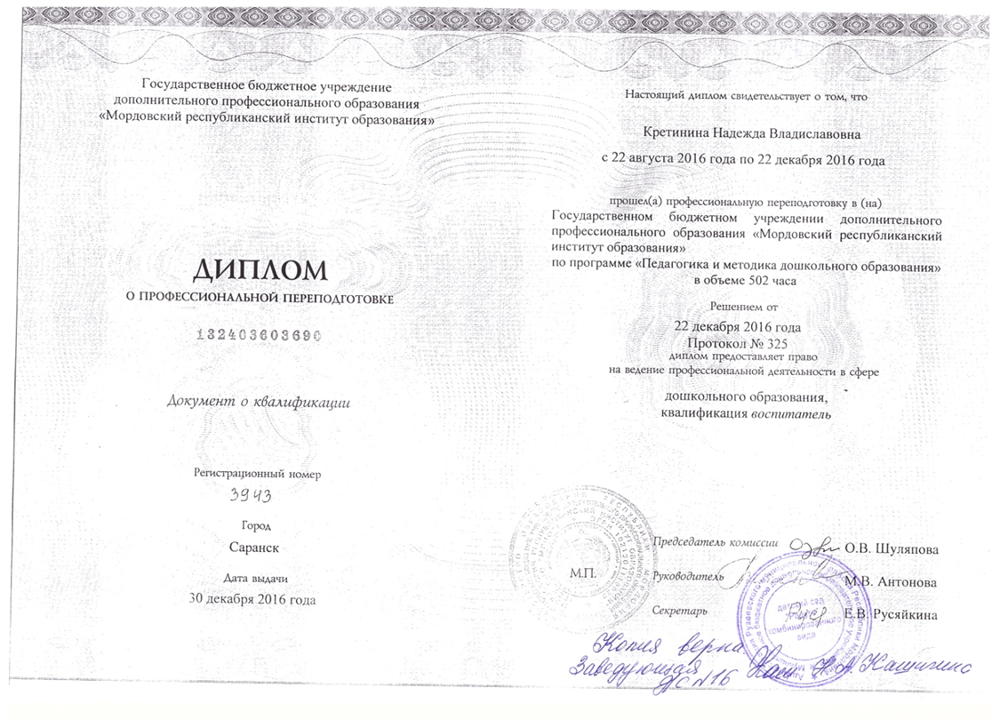 Государственное бюджетное учреждение
дополнительного профессионального образования
«Мордовский республиканский институт образования»
ДИПЛОМ
О ПРОФЕССИОНАЛЬНОЙ ПЕРЕПОДГОТОВКЕ
132403603690
Документ о квалификации
Регистрационный номер
3943
Город
Саранск
Дата выдачи
30 декабря 2016 года
Настоящий диплом свидетельствует о том, что
Кретинина Надежда Владиславовна
с 22 августа 2016 года по 22 декабря 2016 года
прошел(а) профессиональную переподготовку в (на)
Государственном бюджетном учреждении дополнительного
профессионального образования «Мордовский республиканский
институт образования»
по программе «Педагогика и методика дошкольного образования»
в объеме 502 часа
Решением от
22 декабря 2016 года
Протокол № 325
диплом предоставляет право
на ведение профессиональной деятельности в сфере
дошкольного образования,
квалификация воспитатель
Председатель комиссии О.В. Шуляпова
М.П.
Руководитель М.В. Антонова
Секретарь Е.В. Русяйкина
детский сад
комбинированного
вида
Копия верна
Заведующая
д/с №16